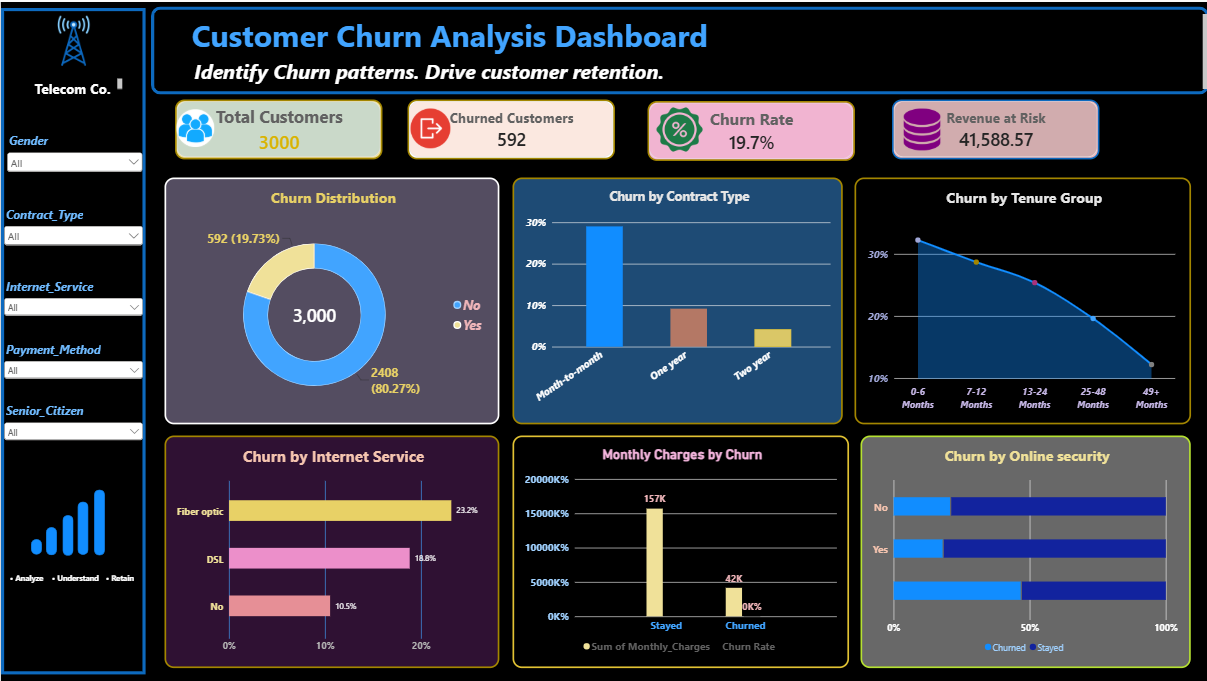 Telecom Co.
Customer Churn Analysis Dashboard
Identify Churn patterns. Drive customer retention.
Gender
All
Contract_Type
All
Internet_Service
All
Payment_Method
All
Senior_Citizen
All
• Analyze • Understand • Retain
Total Customers
3000
Churned Customers
592
%
Churn Rate
19.7%
Revenue at Risk
41,588.57
Churn Distribution
592 (19.73%)
3,000
2408
(80.27%)
No
Yes
Churn by Contract Type
30%
20%
10%
0%
Month-to-month
One year
Two year
Churn by Tenure Group
30%
20%
10%
0-6
Months
7-12
Months
13-24
Months
25-48
Months
49+
Months
Churn by Internet Service
Fiber optic
23.2%
DSL
18.8%
No
10.5%
0%
10%
20%
Monthly Charges by Churn
20000K%
15000K%
10000K%
5000K%
0K%
157K
42K
0K%
Stayed
Churned
Sum of Monthly_Charges
Churn Rate
Churn by Online security
No
Yes
0%
50%
100%
Churned
Stayed